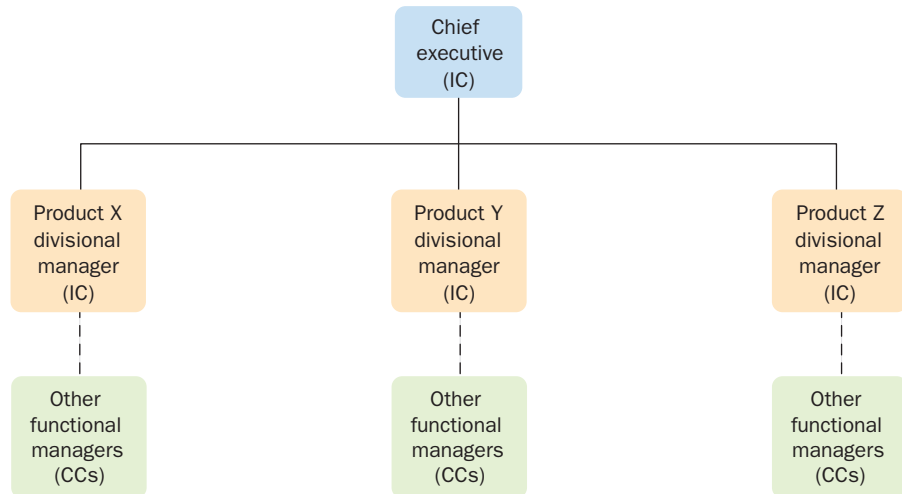 Chief
executive
(IC)
Product X
divisional
manager
(IC)
Product Y
divisional
manager
(IC)
Product Z
divisional
manager
(IC)
Other
functional
managers
(CCs)
Other
functional
managers
(CCs)
Other
functional
managers
(CCs)